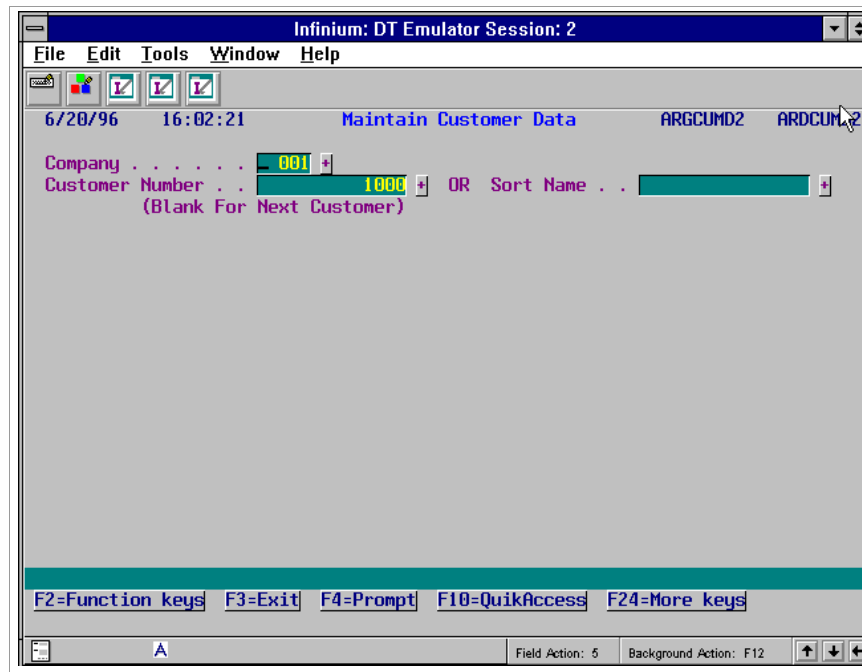 Infinium: DT Emulator Session: 2
File Edit Tools Window Help
6/20/96 16:02:21 Maintain Customer Data ARGCUMD2 ARDCUM 2
Company . . . . . . 001 +
Customer Number . . 1000 + OR Sort Name . . +
(Blank For Next Customer)
F2=Function keys F3=Exit F4=Prompt F10=QuikAccess F24=More keys
A Field Action: 5 Background Action: F12